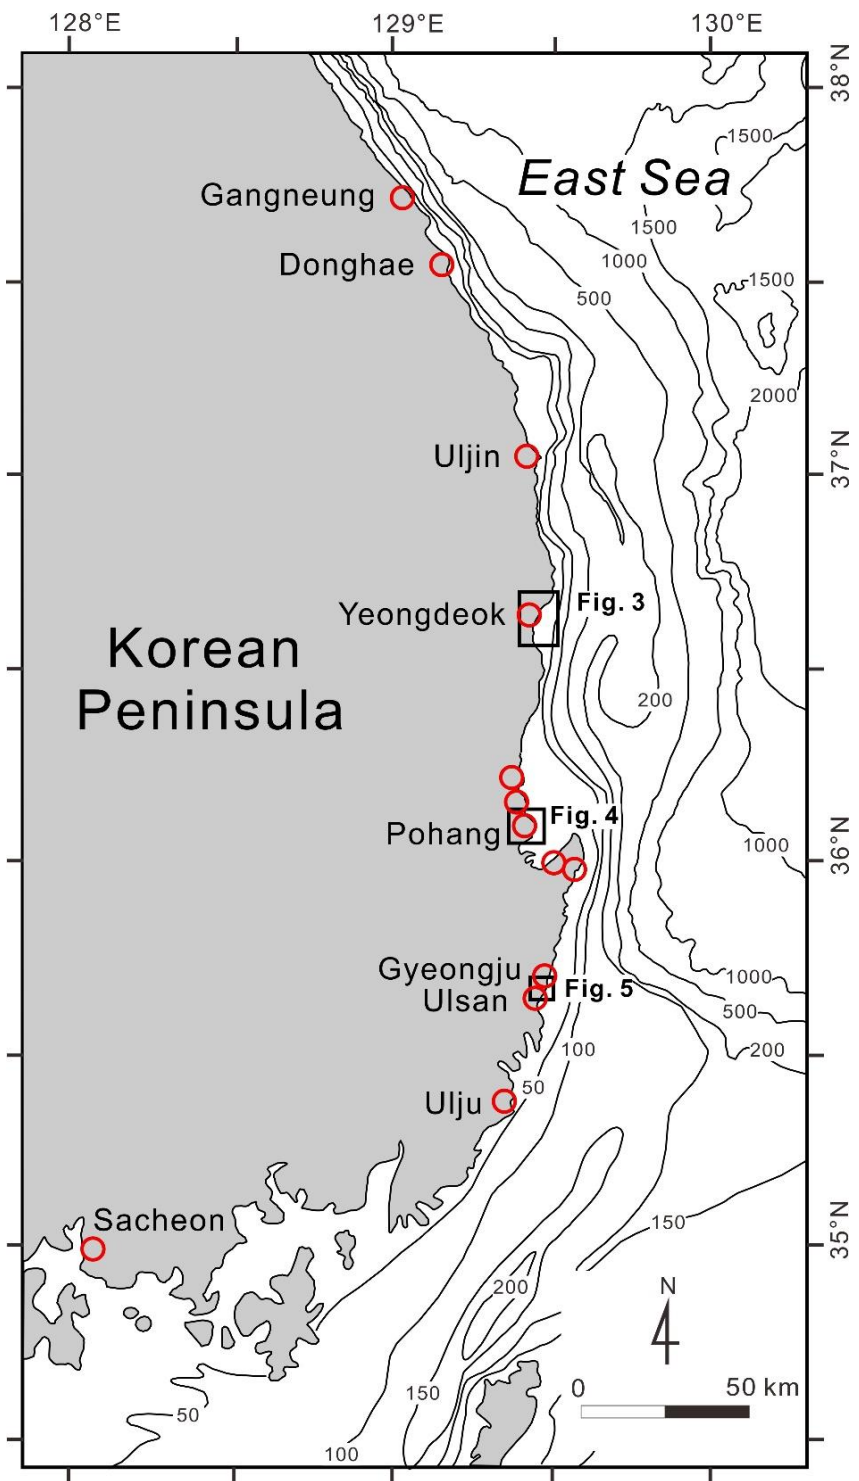 128°E
129°E
130°E
38°N
1500
East Sea
Gangneung
1500
Donghae
1000
1500
500
2000
Uljin
37°N
Fig. 3
Yeongdeok
Korean
Peninsula
200
Fig. 4
Pohang
1000
36°N
Gyeongju
1000
Ulsan
Fig. 5
500
100
200
50
Ulju
Sacheon
150
35°N
200
N
0
50 km
150
50
100